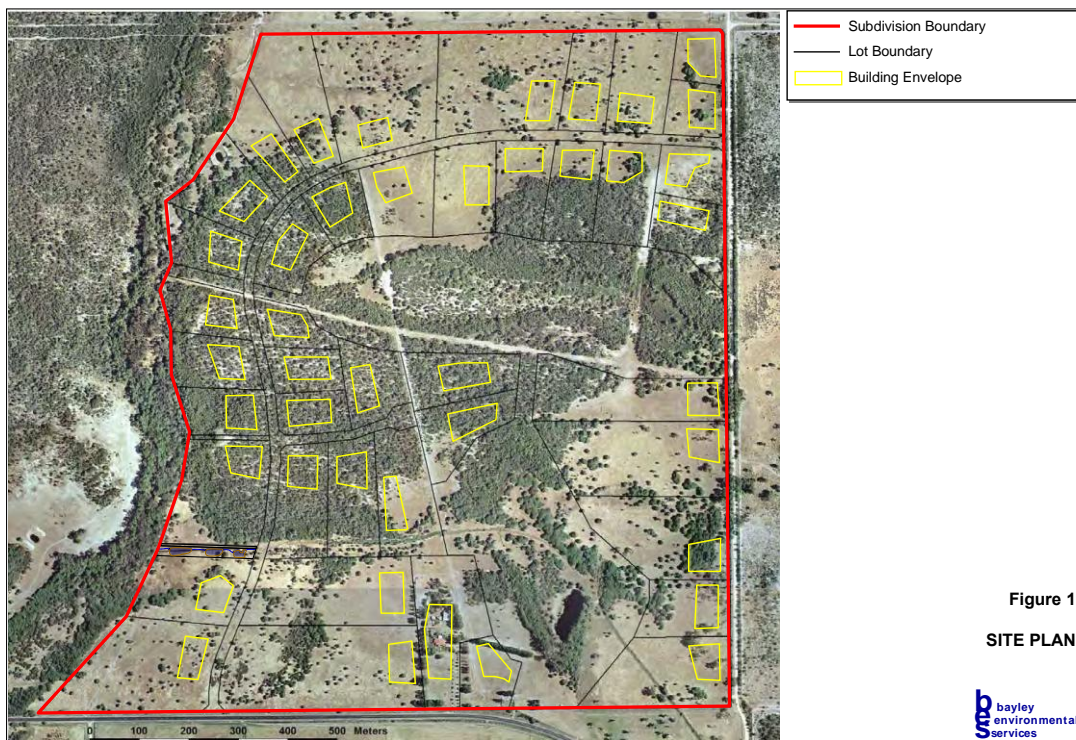 Subdivision Boundary
Lot Boundary
Building Envelope
Figure 1
SITE PLAN
bes
bayley
environmental
services
0 100 200 300 400 500 Meters